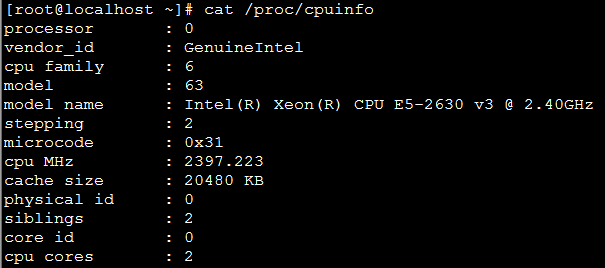 [root@localhost ~]# cat /proc/cpuinfo
processor : 0
vendor_id : GenuineIntel
cpu family : 6
model : 63
model name : Intel(R) Xeon(R) CPU E5-2630 v3 @ 2.40GHz
stepping : 2
microcode : 0x31
cpu MHz : 2397.223
cache size : 20480 KB
physical id : 0
siblings : 2
core id : 0
cpu cores : 2